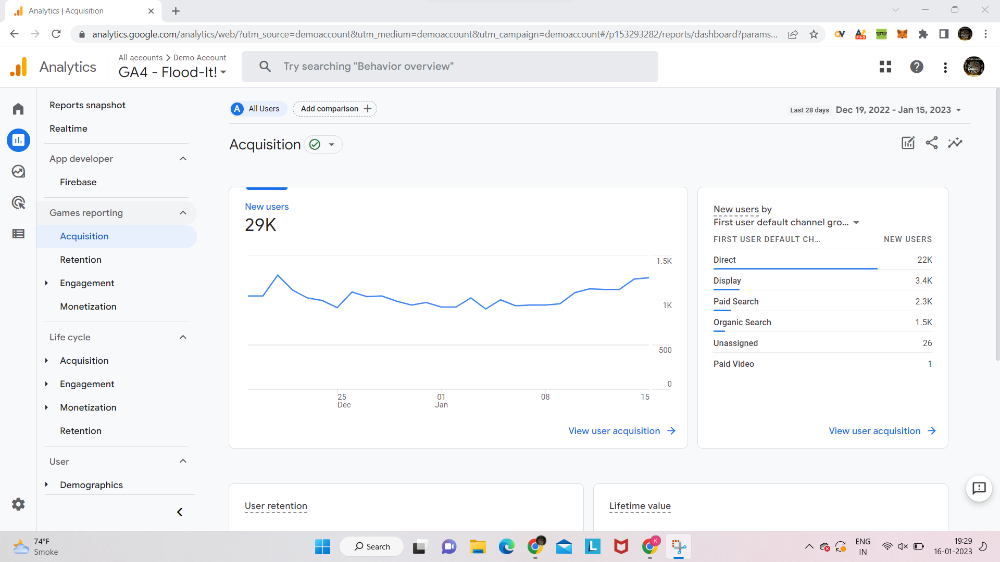 Analytics | Acquisition
analytics.google.com/analytics/web/?utm_source=demoaccount&utm_medium=demoaccount&utm_campaign=demoaccount#/p153293282/reports/dashboard?params...
Analytics
All accounts > Demo Account
GA4 - Flood-It!
Try searching "Behavior overview"
Reports snapshot
Realtime
App developer
Firebase
Games reporting
Acquisition
Retention
Engagement
Monetization
Life cycle
Acquisition
Engagement
Monetization
Retention
User
Demographics
A All Users
Add comparison +
Last 28 days Dec 19, 2022 - Jan 15, 2023
Acquisition
New users
29K
1.5K
1K
500
0
25
Dec
01
Jan
08
15
View user acquisition
New users by
First user default channel gro...
FIRST USER DEFAULT CH... NEW USERS
Direct 22K
Display 3.4K
Paid Search 2.3K
Organic Search 1.5K
Unassigned 26
Paid Video 1
View user acquisition
User retention
Lifetime value
74°F
Smoke
Search
L
K
ENG
IN
19:29
16-01-2023